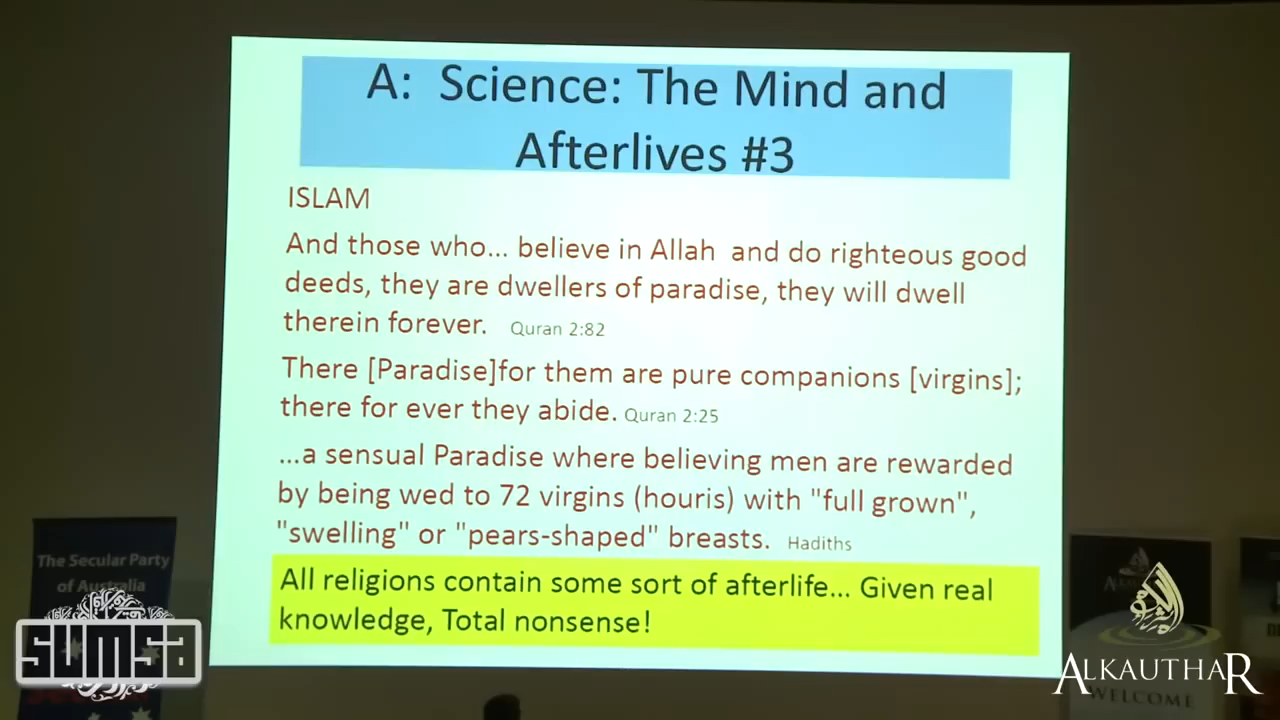 A: Science: The Mind and
Afterlives #3
ISLAM
And those who... believe in Allah and do righteous good
deeds, they are dwellers of paradise, they will dwell
therein forever. Quran 2:82
There [Paradise]for them are pure companions [virgins];
there for ever they abide. Quran 2:25
...a sensual Paradise where believing men are rewarded
by being wed to 72 virgins (houris) with "full grown",
"swelling" or "pears-shaped" breasts. Hadiths
All religions contain some sort of afterlife... Given real
knowledge, Total nonsense!
The Secular Party
of Australia
sumsa
ALKAUTHAR
WELCOME